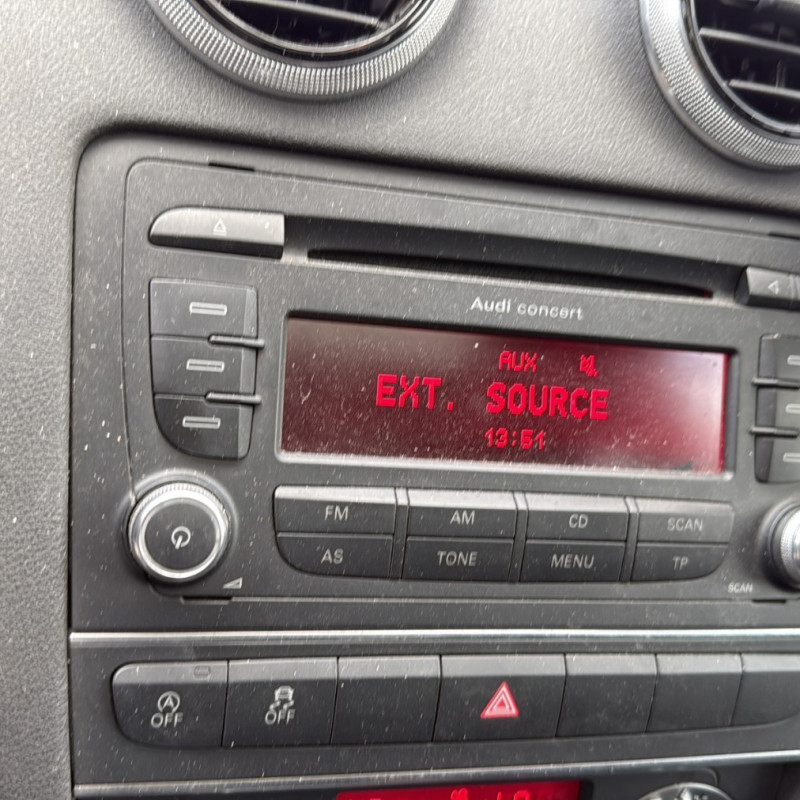 Audi concert
AUX
EXT. SOURCE
13:51
FM AM CD SCAN
AS TONE MENU TP
SCAN
OFF OFF